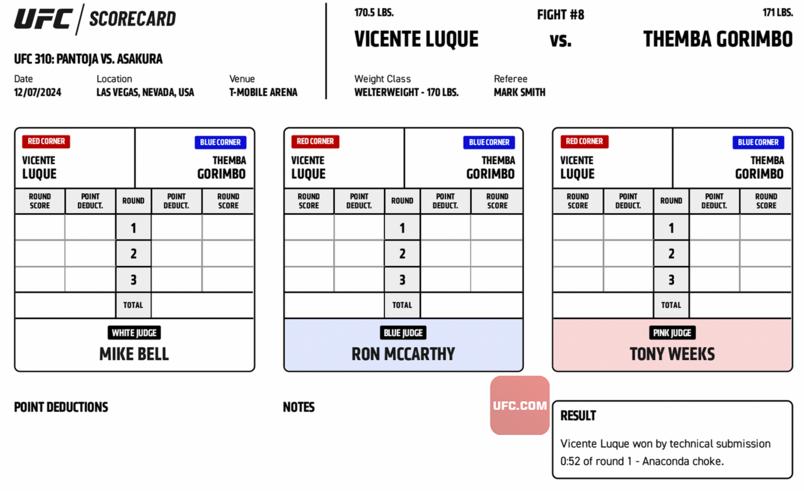 UFC / SCORECARD
UFC 310: PANTOJA VS. ASAKURA
Date Location Venue
12/07/2024 LAS VEGAS, NEVADA, USA T-MOBILE ARENA
170.5 LBS. FIGHT #8 171 LBS.
VICENTE LUQUE VS. THEMBA GORIMBO
Weight Class Referee
WELTERWEIGHT - 170 LBS. MARK SMITH
RED CORNER BLUE CORNER
VICENTE THEMBA
LUQUE GORIMBO
ROUND POINT ROUND POINT ROUND
SCORE DEDUCT. DEDUCT. SCORE
1
2
3
TOTAL
WHITE JUDGE
MIKE BELL
RED CORNER BLUE CORNER
VICENTE THEMBA
LUQUE GORIMBO
ROUND POINT ROUND POINT ROUND
SCORE DEDUCT. DEDUCT. SCORE
1
2
3
TOTAL
BLUE JUDGE
RON MCCARTHY
RED CORNER BLUE CORNER
VICENTE THEMBA
LUQUE GORIMBO
ROUND POINT ROUND POINT ROUND
SCORE DEDUCT. DEDUCT. SCORE
1
2
3
TOTAL
PINK JUDGE
TONY WEEKS
POINT DEDUCTIONS
NOTES
UFC.COM
RESULT
Vicente Luque won by technical submission
0:52 of round 1 - Anaconda choke.